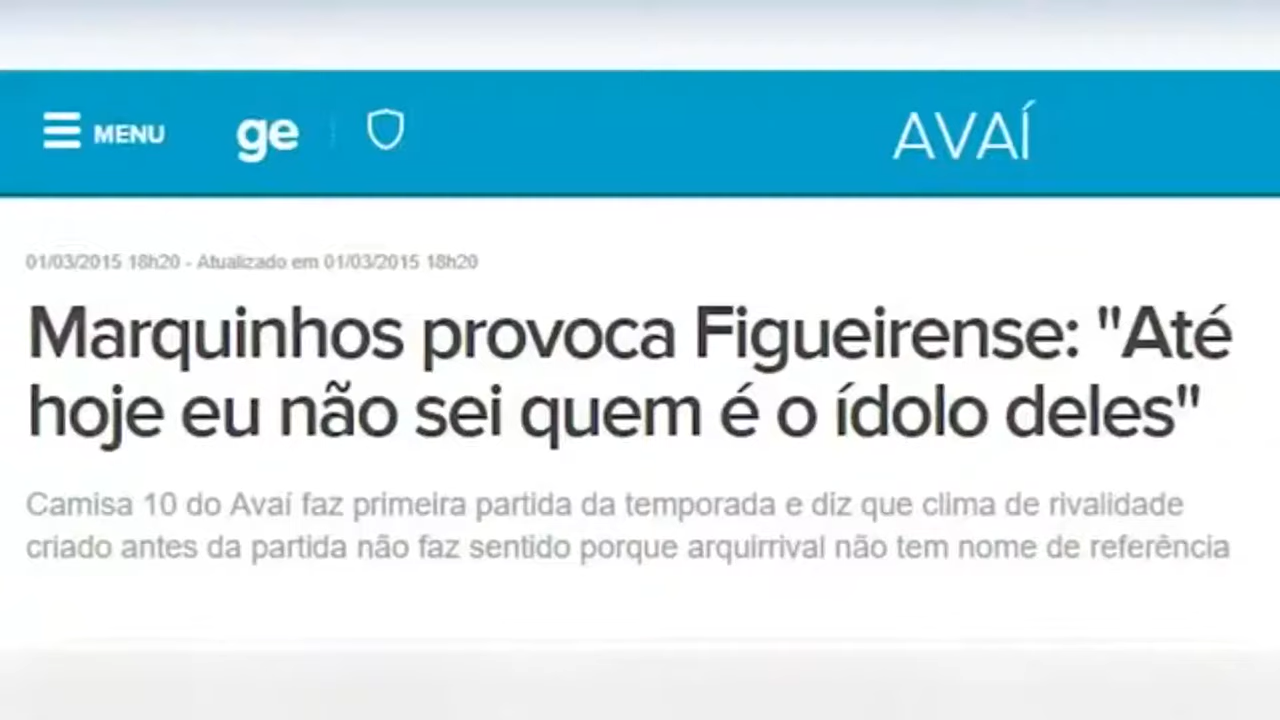 MENU ge AVAÍ
01/03/2015 18h20 - Atualizado em 01/03/2015 18h20
Marquinhos provoca Figueirense: "Até
hoje eu não sei quem é o ídolo deles"
Camisa 10 do Avaí faz primeira partida da temporada e diz que clima de rivalidade
criado antes da partida não faz sentido porque arquirrival não tem nome de referência